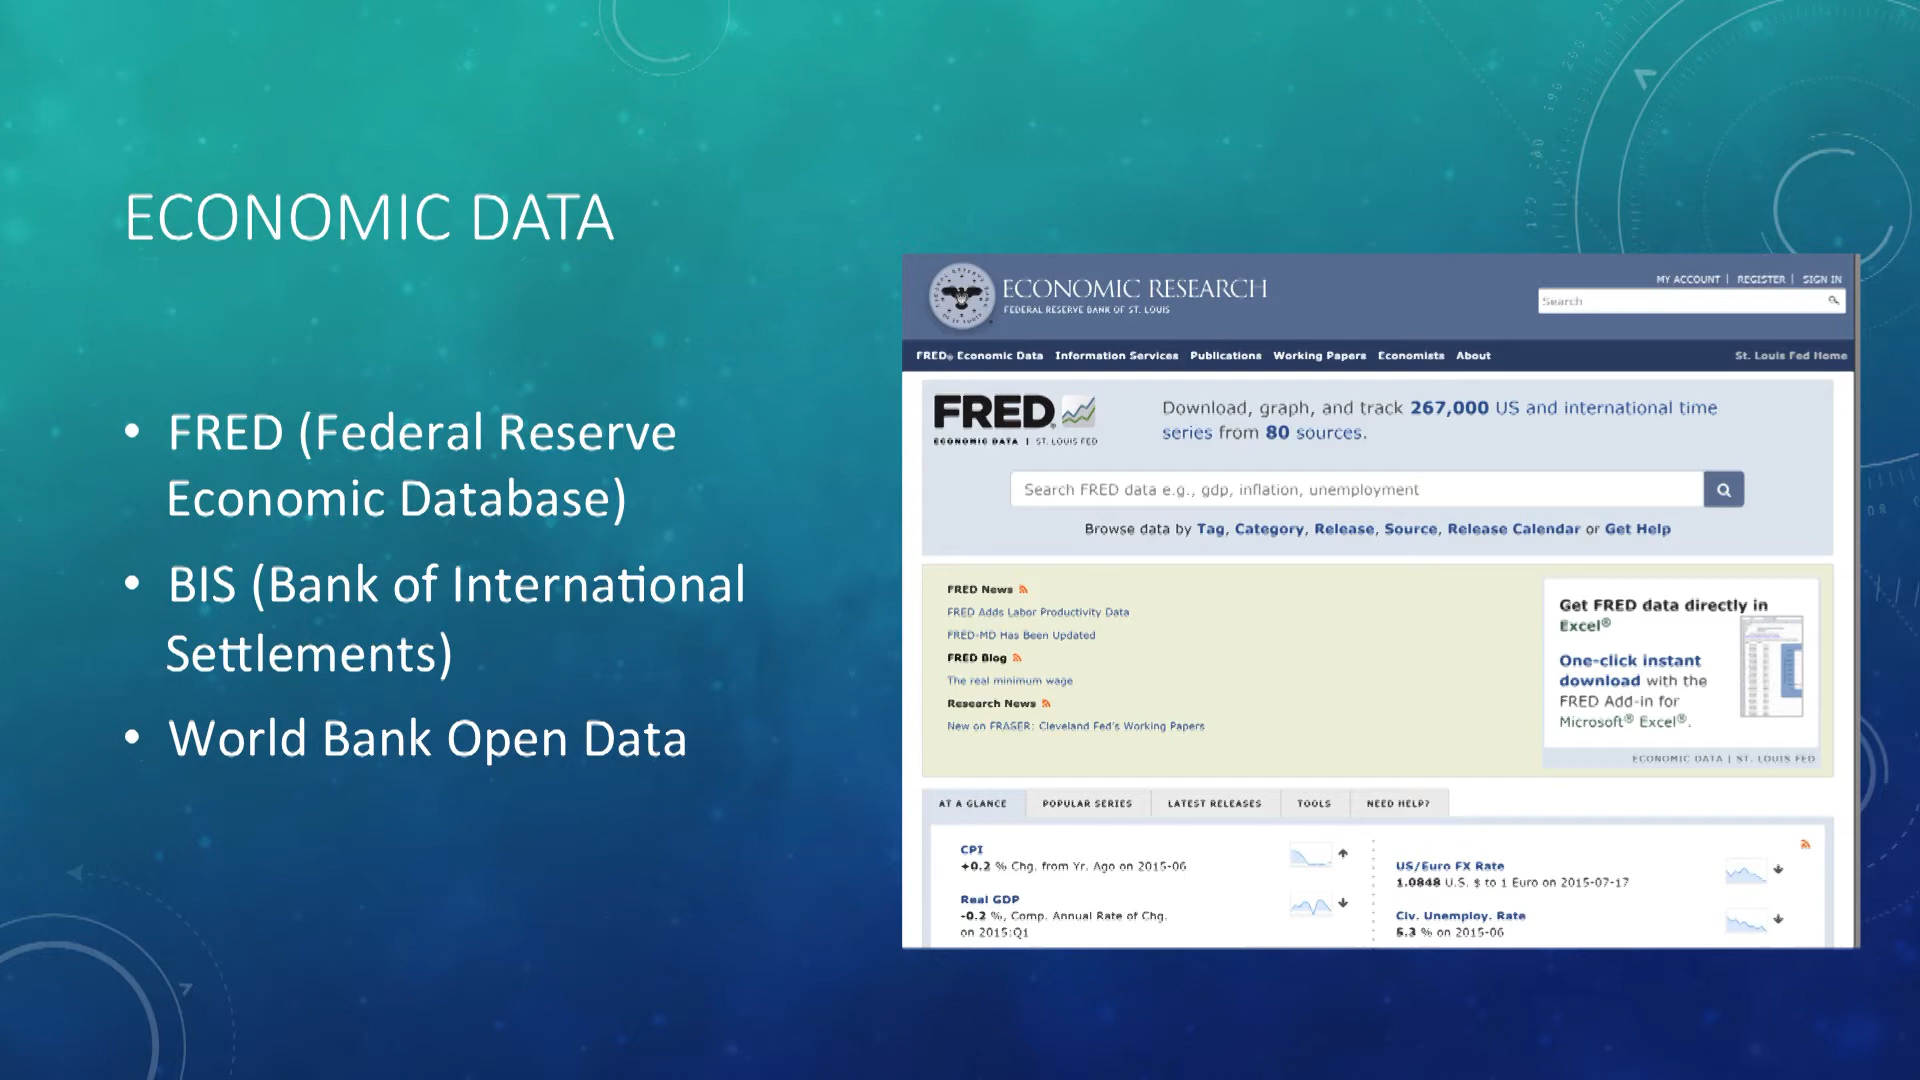 ECONOMIC DATA
• FRED (Federal Reserve
Economic Database)
• BIS (Bank of International
Settlements)
• World Bank Open Data
ECONOMIC RESEARCH
FEDERAL RESERVE BANK OF ST. LOUIS
MY ACCOUNT | REGISTER | SIGN IN
Search
FRED® Economic Data Information Services Publications Working Papers Economists About St. Louis Fed Home
FRED®
ECONOMIC DATA | ST. LOUIS FED
Download, graph, and track 267,000 US and international time
series from 80 sources.
Search FRED data e.g., gdp, inflation, unemployment
Browse data by Tag, Category, Release, Source, Release Calendar or Get Help
FRED News
FRED Adds Labor Productivity Data
FRED-MD Has Been Updated
FRED Blog
The real minimum wage
Research News
New on FRASER: Cleveland Fed's Working Papers
Get FRED data directly in
Excel®
One-click instant
download with the
FRED Add-in for
Microsoft® Excel®.
ECONOMIC DATA | ST. LOUIS FED
AT A GLANCE POPULAR SERIES LATEST RELEASES TOOLS NEED HELP?
CPI
+0.2 % Chg. from Yr. Ago on 2015-06
Real GDP
-0.2 %, Comp. Annual Rate of Chg.
on 2015:Q1
US/Euro FX Rate
1.0848 U.S. $ to 1 Euro on 2015-07-17
Civ. Unemploy. Rate
5.3 % on 2015-06